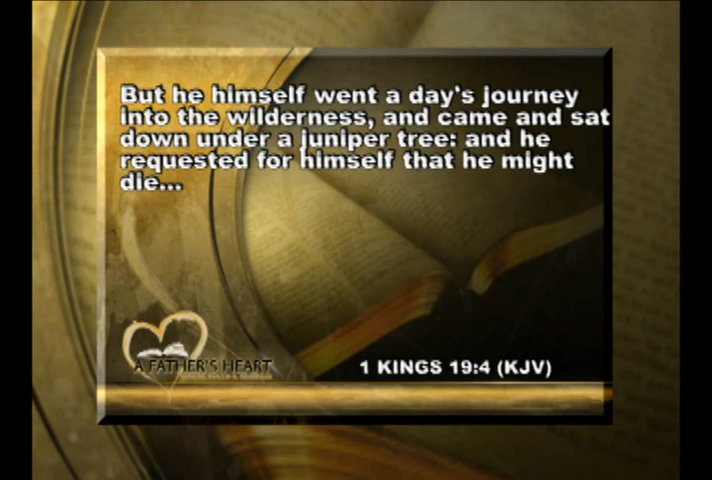 But he himself went a day's journey
into the wilderness, and came and sat
down under a juniper tree: and he
requested for himself that he might
die...
A FATHER'S HEART
1 KINGS 19:4 (KJV)